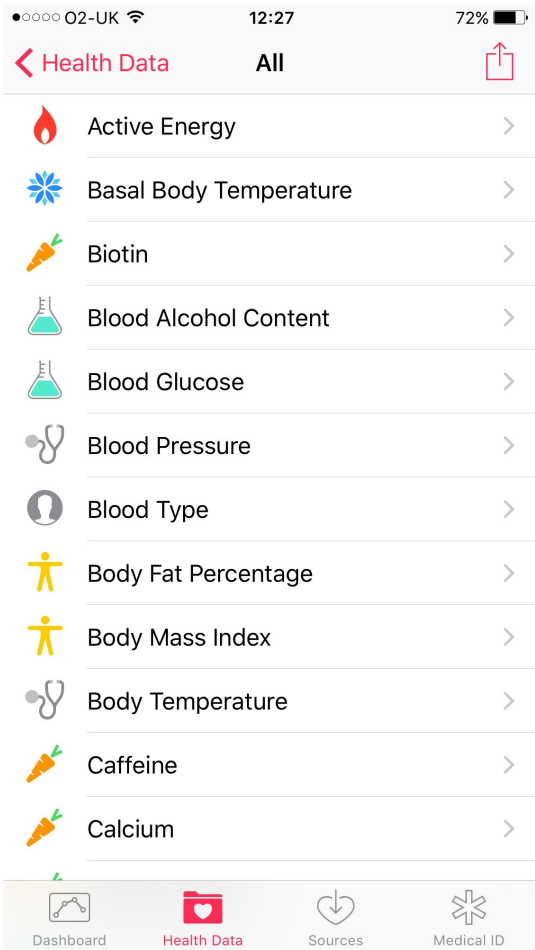 O2-UK 12:27 72%
Health Data All
Active Energy
Basal Body Temperature
Biotin
Blood Alcohol Content
Blood Glucose
Blood Pressure
Blood Type
Body Fat Percentage
Body Mass Index
Body Temperature
Caffeine
Calcium
Dashboard Health Data Sources Medical ID